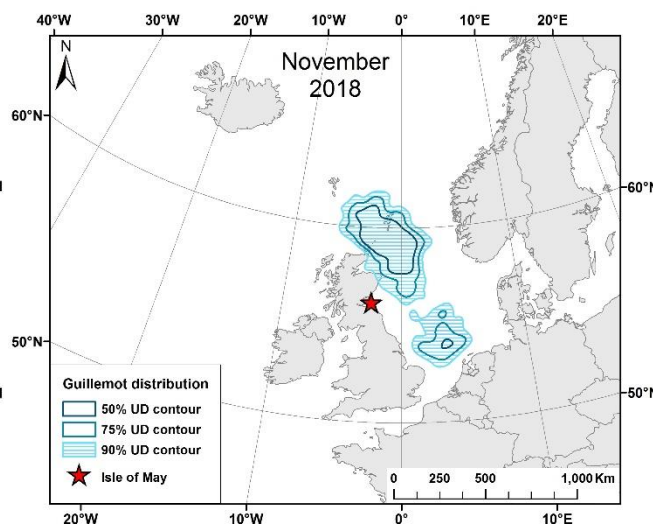 40°W 30°W 20°W 10°W 0° 10°E 20°E 30°E
N
November
2018
60°N
60°N
50°N
50°N
Guillemot distribution
50% UD contour
75% UD contour
90% UD contour
Isle of May
0 250 500 1,000 Km
20°W 10°W 0° 10°E